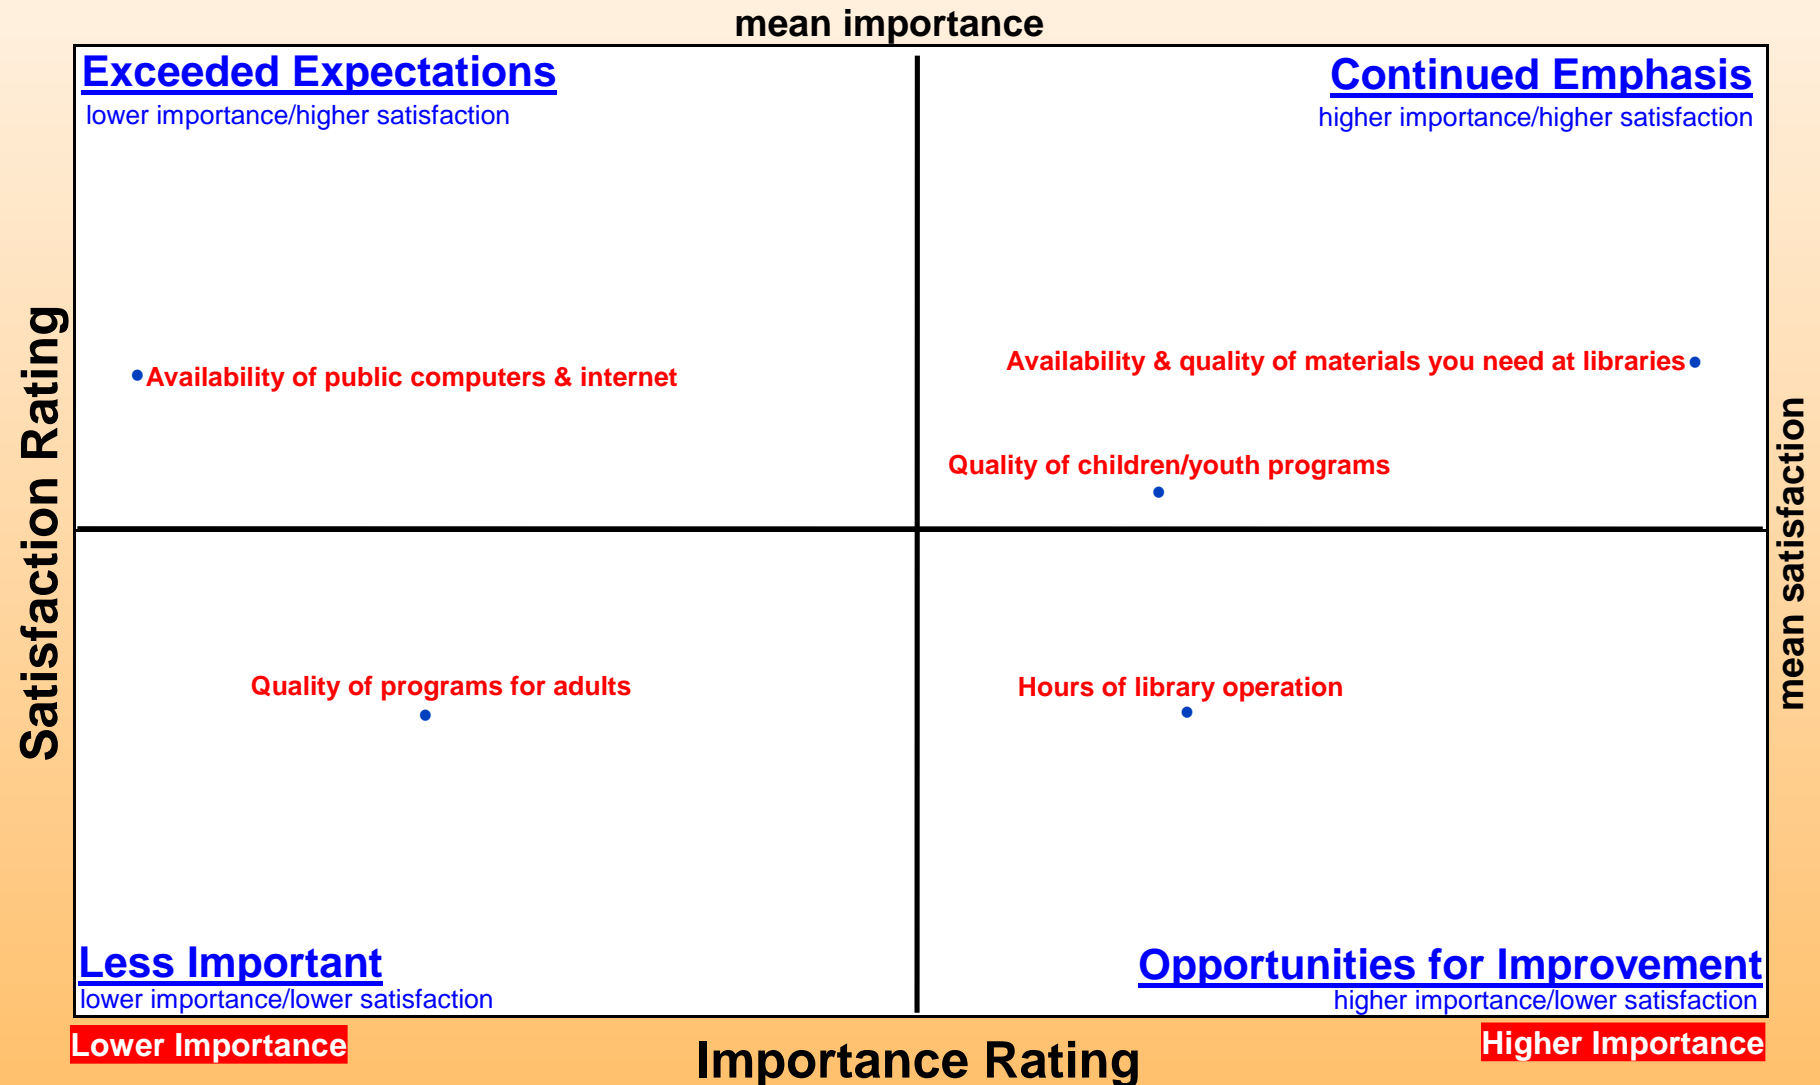 mean importance
Exceeded Expectations
lower importance/higher satisfaction
Continued Emphasis
higher importance/higher satisfaction
Satisfaction Rating
mean satisfaction
Availability of public computers & internet
Availability & quality of materials you need at libraries
Quality of children/youth programs
Quality of programs for adults
Hours of library operation
Less Important
lower importance/lower satisfaction
Opportunities for Improvement
higher importance/lower satisfaction
Lower Importance
Importance Rating
Higher Importance